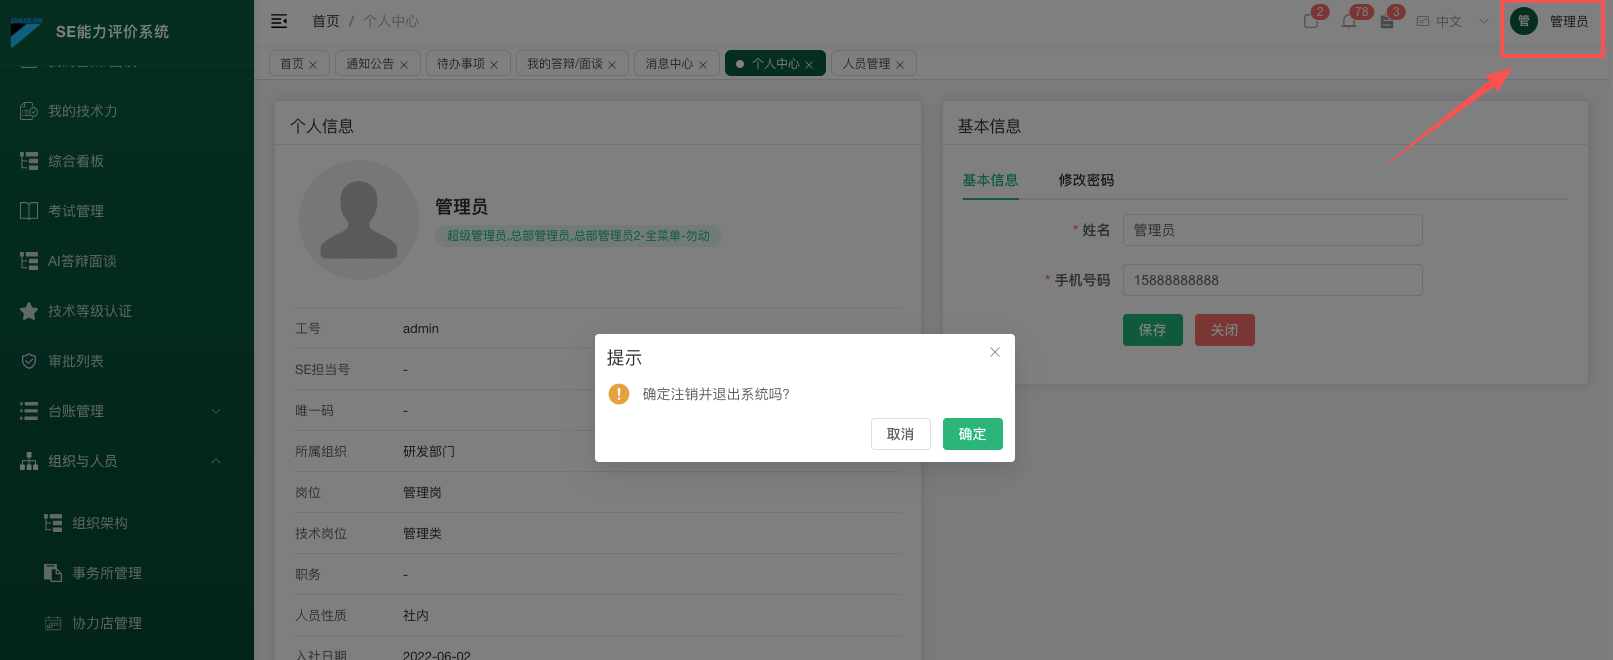 DAIKIN
SE能力评价系统
首页 / 个人中心
2
78
3
中文
管
管理员
首页
通知公告
待办事项
我的答辩/面谈
消息中心
个人中心
人员管理
我的技术力
综合看板
考试管理
AI答辩面谈
技术等级认证
审批列表
台账管理
组织与人员
组织架构
事务所管理
协力店管理
个人信息
管理员
超级管理员,总部管理员,总部管理员2-全菜单-勿动
工号 admin
SE担当号 -
唯一码 -
所属组织 研发部门
岗位 管理岗
技术岗位 管理类
职务 -
人员性质 社内
入社日期 2022-06-02
基本信息
基本信息 修改密码
* 姓名 管理员
* 手机号码 15888888888
保存 关闭
提示
确定注销并退出系统吗?
取消 确定